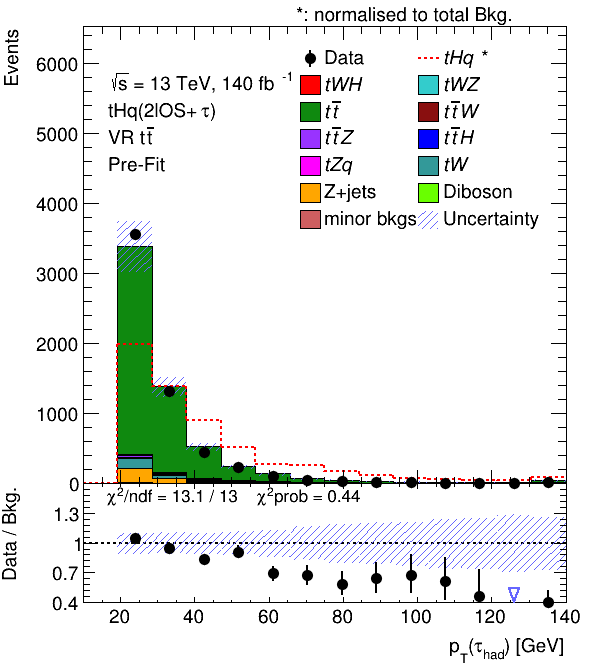 *: normalised to total Bkg.
Events
√s = 13 TeV, 140 fb⁻¹
tHq(2lOS+ τ)
VR tt̄
Pre-Fit
Data
tHq *
tWH
tWZ
tt̄
tt̄W
tt̄Z
tt̄H
tZq
tW
Z+jets
Diboson
minor bkgs
Uncertainty
6000
5000
4000
3000
2000
1000
0
χ²/ndf = 13.1 / 13 χ²prob = 0.44
Data / Bkg.
1.3
1
0.7
0.4
20 40 60 80 100 120 140
p_T(τ_had) [GeV]